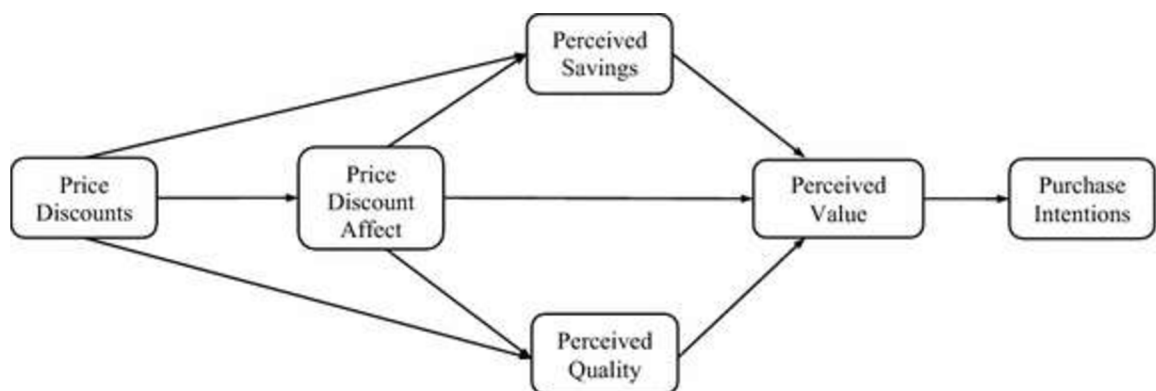 Perceived
Savings
Price
Discounts
Price
Discount
Affect
Perceived
Value
Purchase
Intentions
Perceived
Quality